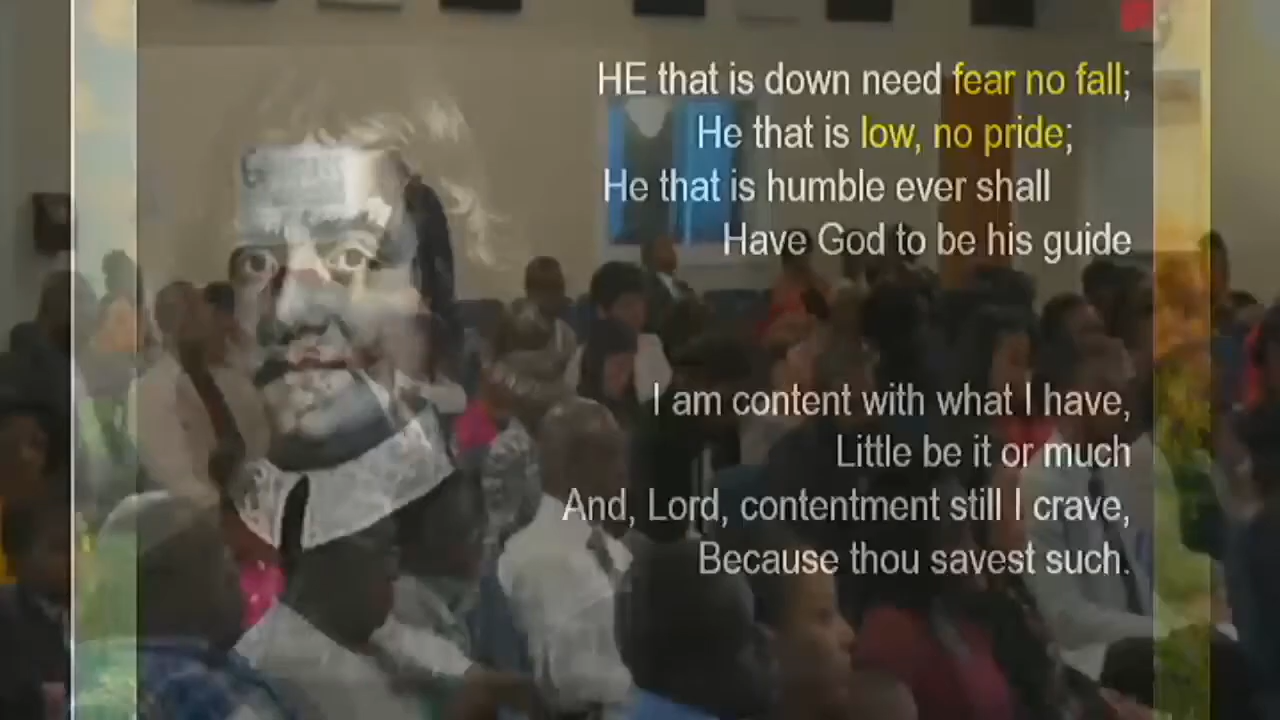 HE that is down need fear no fall;
He that is low, no pride;
He that is humble ever shall
Have God to be his guide
I am content with what I have,
Little be it or much
And, Lord, contentment still I crave,
Because thou savest such.